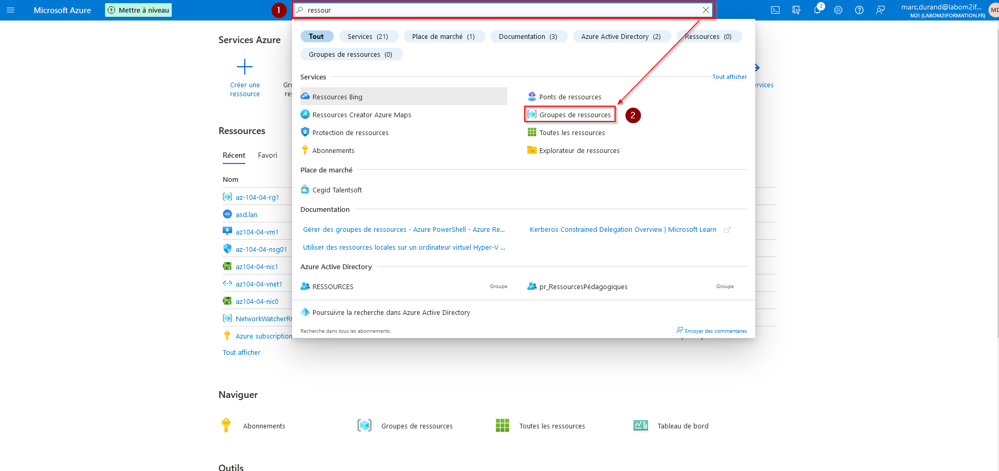 Microsoft Azure
Mettre à niveau
1
ressour
2
marc.durand@labom2if...
M2I (LABOM2IFORMATION.FR)
MD
Services Azure
Créer une
ressource
Tout
Services (21)
Place de marché (1)
Documentation (3)
Azure Active Directory (2)
Ressources (0)
Groupes de ressources (0)
Services
Tout afficher
Ressources Bing
Ponts de ressources
Ressources Creator Azure Maps
Groupes de ressources
2
Protection de ressources
Toutes les ressources
Abonnements
Explorateur de ressources
Place de marché
Cegid Talentsoft
Documentation
Gérer des groupes de ressources - Azure PowerShell - Azure Re...
Kerberos Constrained Delegation Overview | Microsoft Learn
Utiliser des ressources locales sur un ordinateur virtuel Hyper-V ...
Azure Active Directory
RESSOURCES
Groupe
pr_RessourcesPédagogiques
Groupe
Poursuivre la recherche dans Azure Active Directory
Recherche dans tous les abonnements.
Envoyer des commentaires
Ressources
Récent
Favori
Nom
az-104-04-rg1
asd.lan
az104-04-vm1
az-104-04-nsg01
az104-04-nic1
az104-04-vnet1
az104-04-nic0
NetworkWatcherRG
Azure subscription
Tout afficher
Naviguer
Abonnements
Groupes de ressources
Toutes les ressources
Tableau de bord
Outils